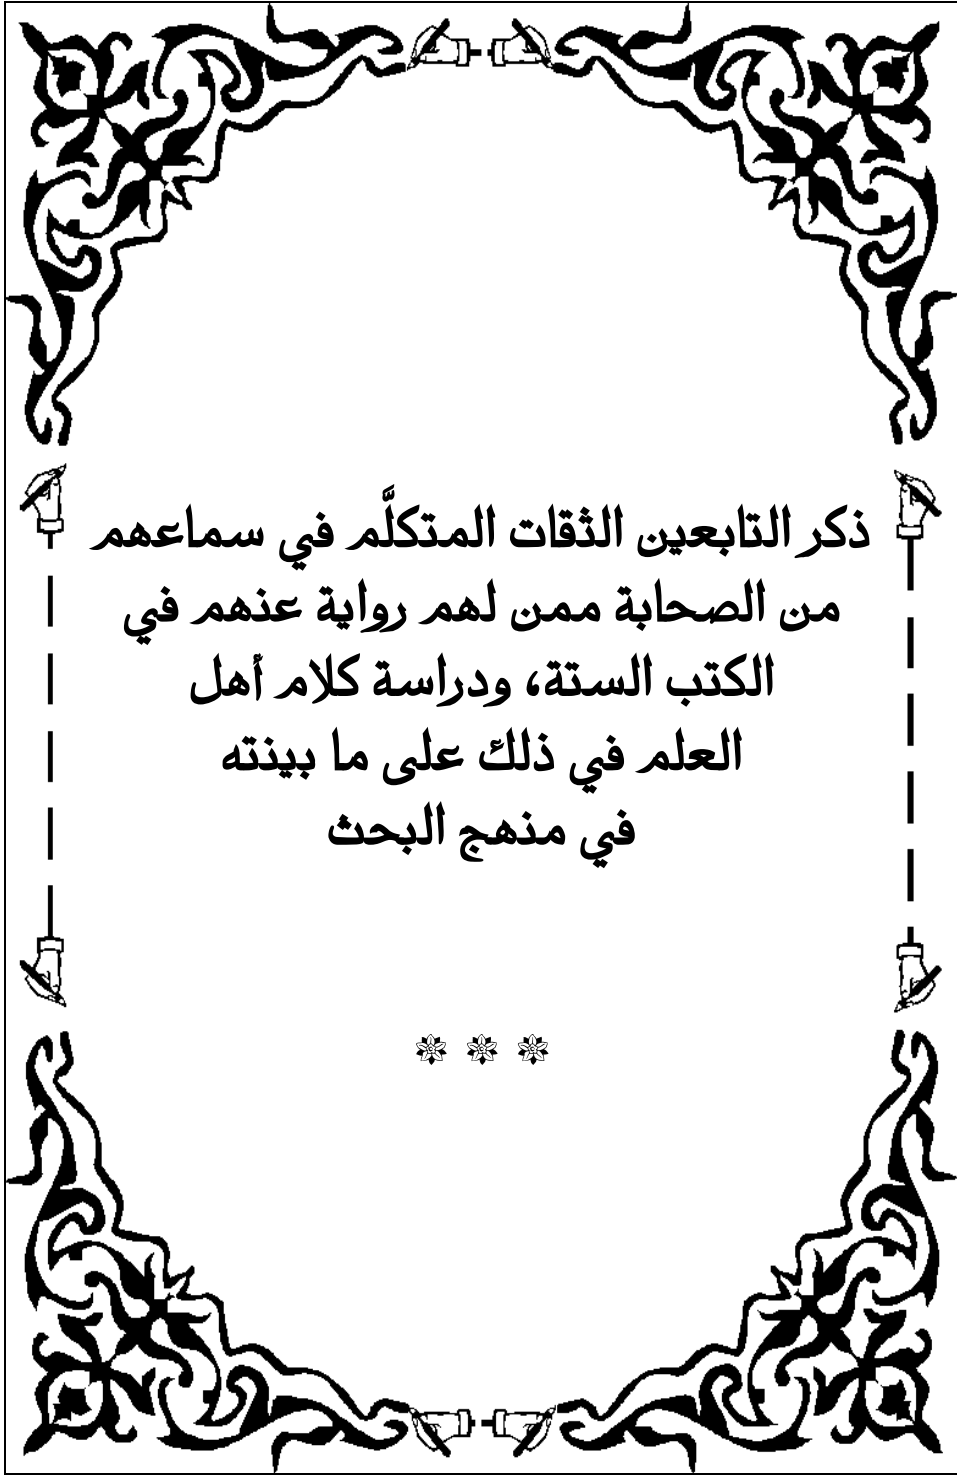 ذكر التابعين الثقات المتكلَّم في سماعهم
من الصحابة ممن لهم رواية عنهم في
الكتب الستة، ودراسة كلام أهل
العلم في ذلك على ما بينته
في منهج البحث